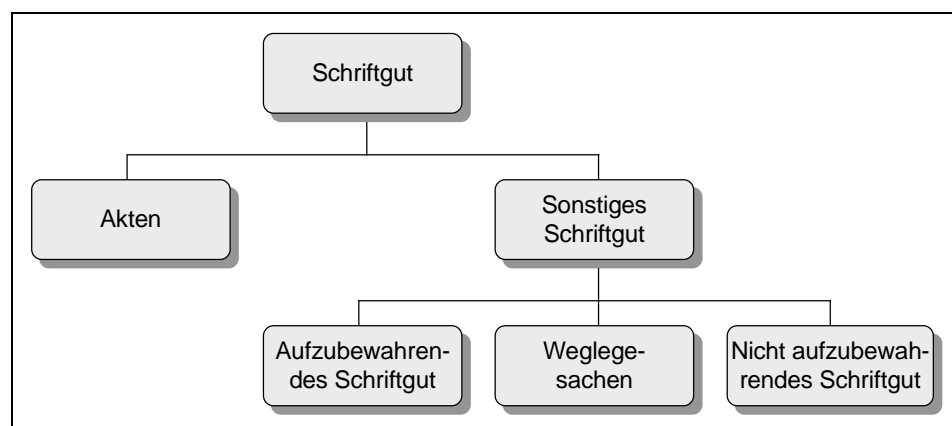 Schriftgut
Akten
Sonstiges
Schriftgut
Aufzubewahren-
des Schriftgut
Weglege-
sachen
Nicht aufzubewah-
rendes Schriftgut